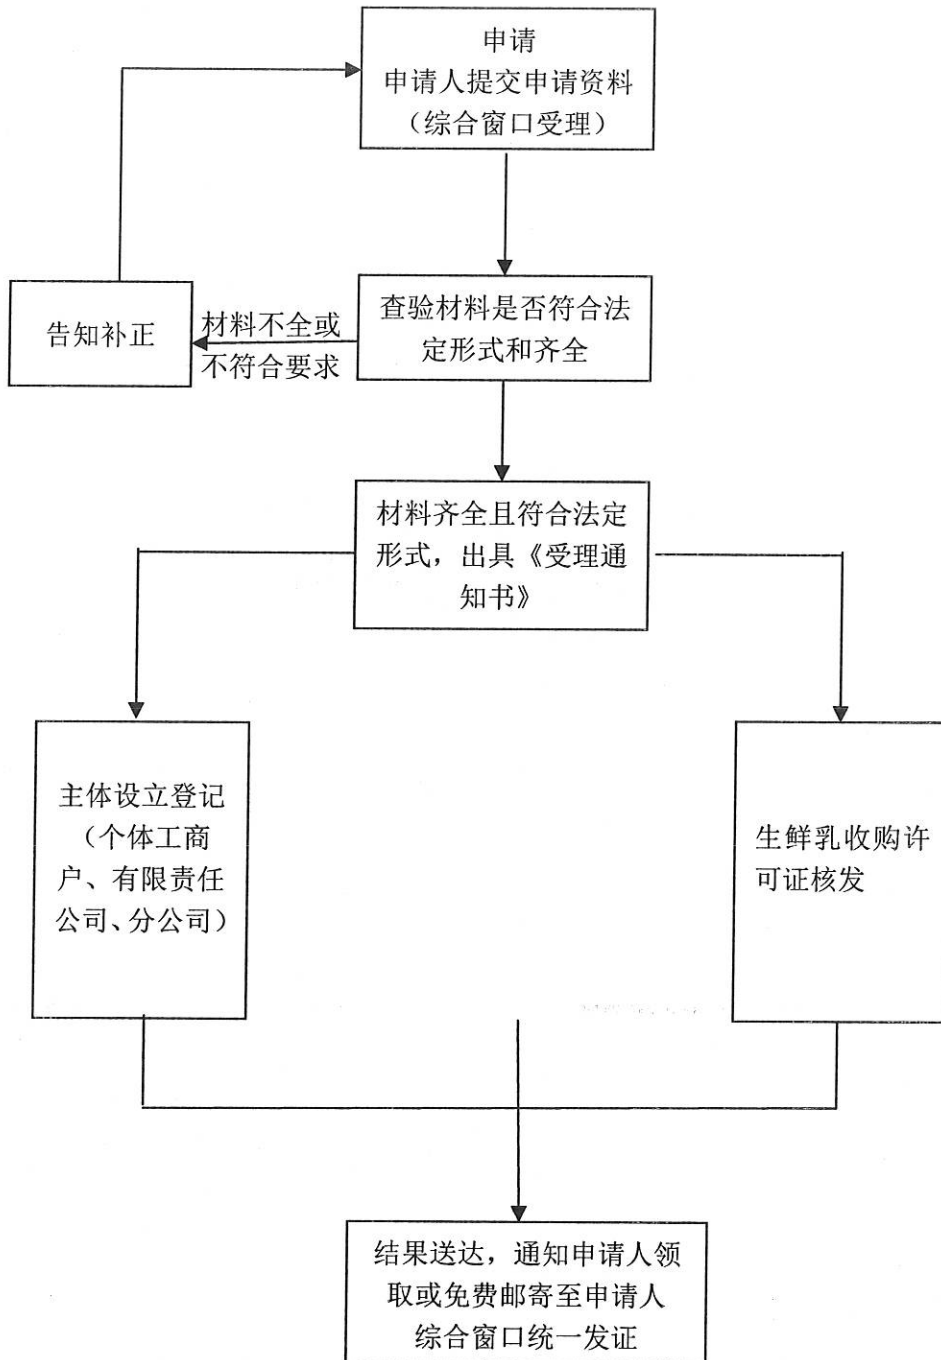 申请
申请人提交申请资料
（综合窗口受理）
告知补正
材料不全或
不符合要求
查验材料是否符合法
定形式和齐全
材料齐全且符合法定
形式，出具《受理通
知书》
主体设立登记
（个体工商
户、有限责任
公司、分公司）
生鲜乳收购许
可证核发
结果送达，通知申请人领
取或免费邮寄至申请人
综合窗口统一发证